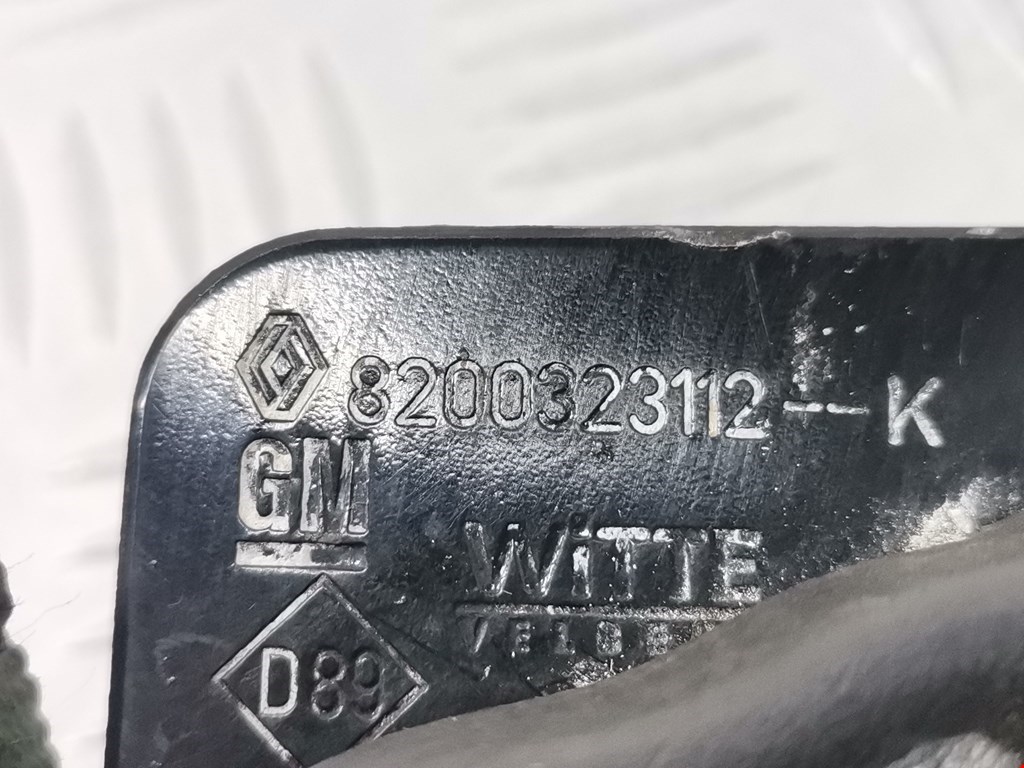 8200323112--K
GM
WITTE
D89